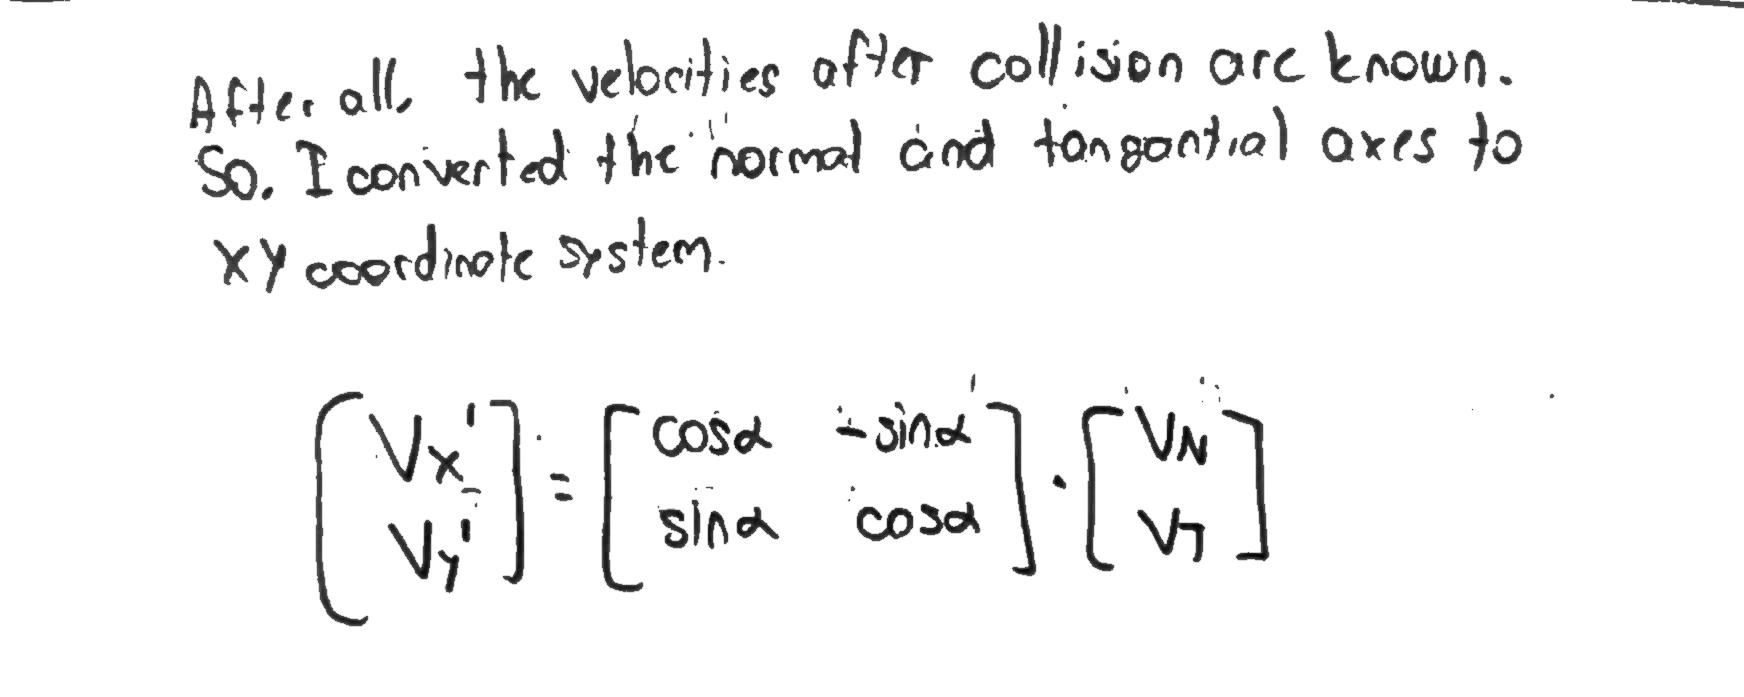 After all, the velocities after collision are known.
So, I converted the normal and tangantial axes to
XY coordinate system.
[Vx'] = [cosα -sinα] · [VN]
[Vy'] [sinα cosα] [VT]